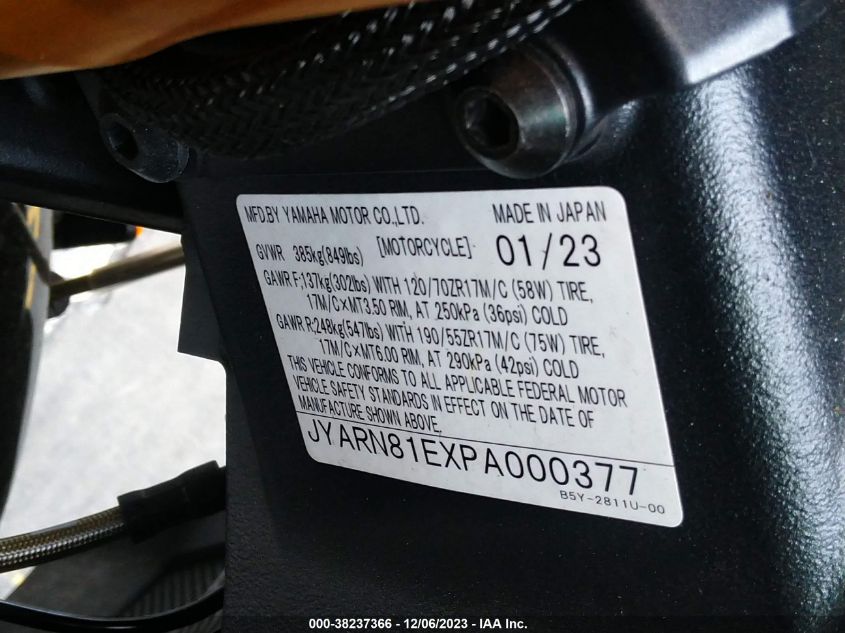 MFD.BY YAMAHA MOTOR CO.,LTD. MADE IN JAPAN
GVWR 385kg(849lbs) [MOTORCYCLE] 01/23
GAWR F;137kg(302lbs) WITH 120/70ZR17M/C (58W) TIRE,
17M/C×MT3.50 RIM, AT 250kPa (36psi) COLD
GAWR R;248kg(547lbs) WITH 190/55ZR17M/C (75W) TIRE,
17M/C×MT6.00 RIM, AT 290kPa (42psi) COLD
THIS VEHICLE CONFORMS TO ALL APPLICABLE FEDERAL MOTOR
VEHICLE SAFETY STANDARDS IN EFFECT ON THE DATE OF
MANUFACTURE SHOWN ABOVE.
JYARN81EXPA000377
B5Y-2811U-00
000-38237366 - 12/06/2023 - IAA Inc.